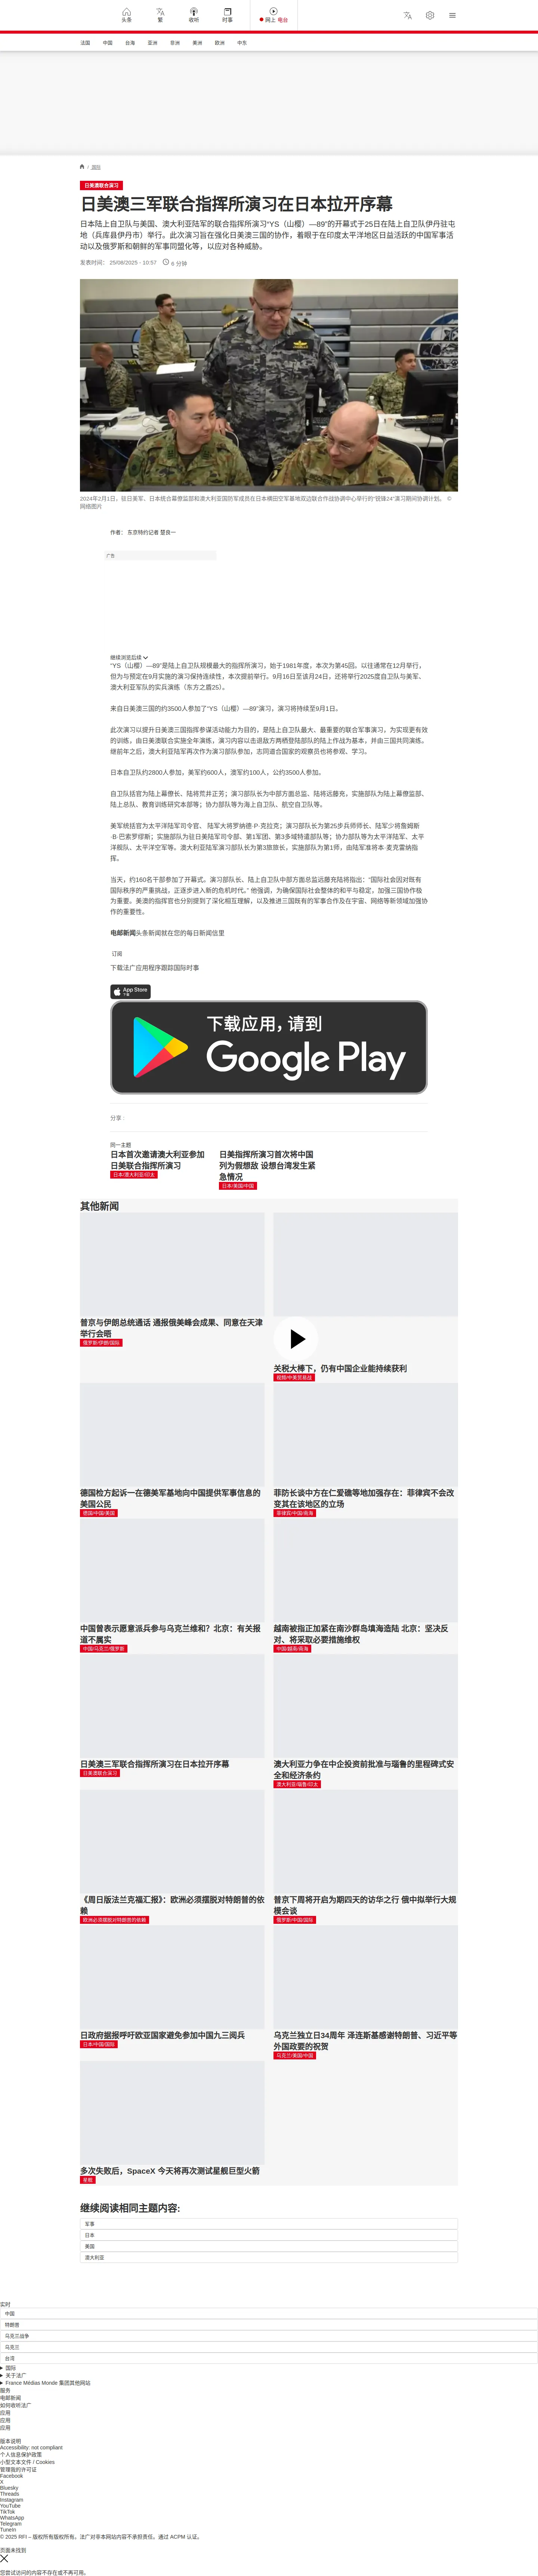 头条
繁
收听
时事
网上 电台
法国 中国 台海 亚洲 非洲 美洲 欧洲 中东
/ 国际
日美澳联合演习
日美澳三军联合指挥所演习在日本拉开序幕
日本陆上自卫队与美国、澳大利亚陆军的联合指挥所演习“YS（山樱）—89”的开幕式于25日在陆上自卫队伊丹驻屯
地（兵库县伊丹市）举行。此次演习旨在强化日美澳三国的协作，着眼于在印度太平洋地区日益活跃的中国军事活
动以及俄罗斯和朝鲜的军事同盟化等，以应对各种威胁。
发表时间： 25/08/2025 - 10:57 6 分钟
2024年2月1日，驻日美军、日本统合幕僚监部和澳大利亚国防军成员在日本横田空军基地双边联合作战协调中心举行的“锐锋24”演习期间协调计划。 ©
网络图片
作者： 东京特约记者 楚良一
广告
继续浏览后续
“YS（山樱）—89”是陆上自卫队规模最大的指挥所演习，始于1981年度，本次为第45回。以往通常在12月举行，
但为与预定在9月实施的演习保持连续性，本次提前举行。9月16日至该月24日，还将举行2025度自卫队与美军、
澳大利亚军队的实兵演练（东方之盾25）。
来自日美澳三国的约3500人参加了“YS（山樱）—89”演习，演习将持续至9月1日。
此次演习以提升日美澳三国指挥参谋活动能力为目的，是陆上自卫队最大、最重要的联合军事演习，为实现更有效
的训练，由日美澳联合实施全年演练，演习内容以击退敌方两栖登陆部队的陆上作战为基本，并由三国共同演练。
继前年之后，澳大利亚陆军再次作为演习部队参加，志同道合国家的观察员也将参观、学习。
日本自卫队约2800人参加，美军约600人，澳军约100人，公约3500人参加。
自卫队括官为陆上幕僚长、陆将荒井正芳；演习部队长为中部方面总监、陆将远藤充，实施部队为陆上幕僚监部、
陆上总队、教育训练研究本部等；协力部队等为海上自卫队、航空自卫队等。
美军统括官为太平洋陆军司令官、 陆军大将罗纳德·P·克拉克；演习部队长为第25步兵师师长、陆军少将詹姆斯
·B·巴索罗缪斯；实施部队为驻日美陆军司令部、第1军团、第3多域特遣部队等；协力部队等为太平洋陆军、太平
洋舰队、太平洋空军等。澳大利亚陆军演习部队长为第3旅旅长，实施部队为第1师，由陆军准将本·麦克雷纳指
挥。
当天，约160名干部参加了开幕式。演习部队长、陆上自卫队中部方面总监远藤充陆将指出：“国际社会因对既有
国际秩序的严重挑战，正逐步进入新的危机时代。” 他强调，为确保国际社会整体的和平与稳定，加强三国协作极
为重要。美澳的指挥官也分别提到了深化相互理解，以及推进三国既有的军事合作及在宇宙、网络等新领域加强协
作的重要性。
电邮新闻头条新闻就在您的每日新闻信里
订阅
下载法广应用程序跟踪国际时事
App Store
下载
下载应用，请到
Google Play
分享 :
同一主题
日本首次邀请澳大利亚参加
日美联合指挥所演习
日本/澳大利亚/印太
日美指挥所演习首次将中国
列为假想敌 设想台湾发生紧
急情况
日本/美国/中国
其他新闻
普京与伊朗总统通话 通报俄美峰会成果、同意在天津
举行会晤
俄罗斯/伊朗/国际
关税大棒下，仍有中国企业能持续获利
视频/中美贸易战
德国检方起诉一在德美军基地向中国提供军事信息的
美国公民
德国/中国/美国
菲防长谈中方在仁爱礁等地加强存在：菲律宾不会改
变其在该地区的立场
菲律宾/中国/南海
中国曾表示愿意派兵参与乌克兰维和？北京：有关报
道不属实
中国/乌克兰/俄罗斯
越南被指正加紧在南沙群岛填海造陆 北京：坚决反
对、将采取必要措施维权
中国/越南/南海
日美澳三军联合指挥所演习在日本拉开序幕
日美澳联合演习
澳大利亚力争在中企投资前批准与瑙鲁的里程碑式安
全和经济条约
澳大利亚/瑙鲁/印太
《周日版法兰克福汇报》：欧洲必须摆脱对特朗普的依
赖
欧洲必须摆脱对特朗普的依赖
普京下周将开启为期四天的访华之行 俄中拟举行大规
模会谈
俄罗斯/中国/国际
日政府据报呼吁欧亚国家避免参加中国九三阅兵
日本/中国/国际
乌克兰独立日34周年 泽连斯基感谢特朗普、习近平等
外国政要的祝贺
乌克兰/美国/中国
多次失败后，SpaceX 今天将再次测试星舰巨型火箭
星舰
继续阅读相同主题内容:
军事
日本
美国
澳大利亚
实时
中国
特朗普
乌克兰战争
乌克兰
台湾
国际
关于法广
France Médias Monde 集团其他网站
服务
电邮新闻
如何收听法广
应用
应用
应用
版本说明
Accessibility: not compliant
个人信息保护政策
小型文本文件 / Cookies
管理我的许可证
Facebook
X
Bluesky
Threads
Instagram
YouTube
TikTok
WhatsApp
Telegram
TuneIn
© 2025 RFI – 版权所有版权所有。法广对非本网站内容不承担责任。通过 ACPM 认证。
页面未找到
您尝试访问的内容不存在或不再可用。